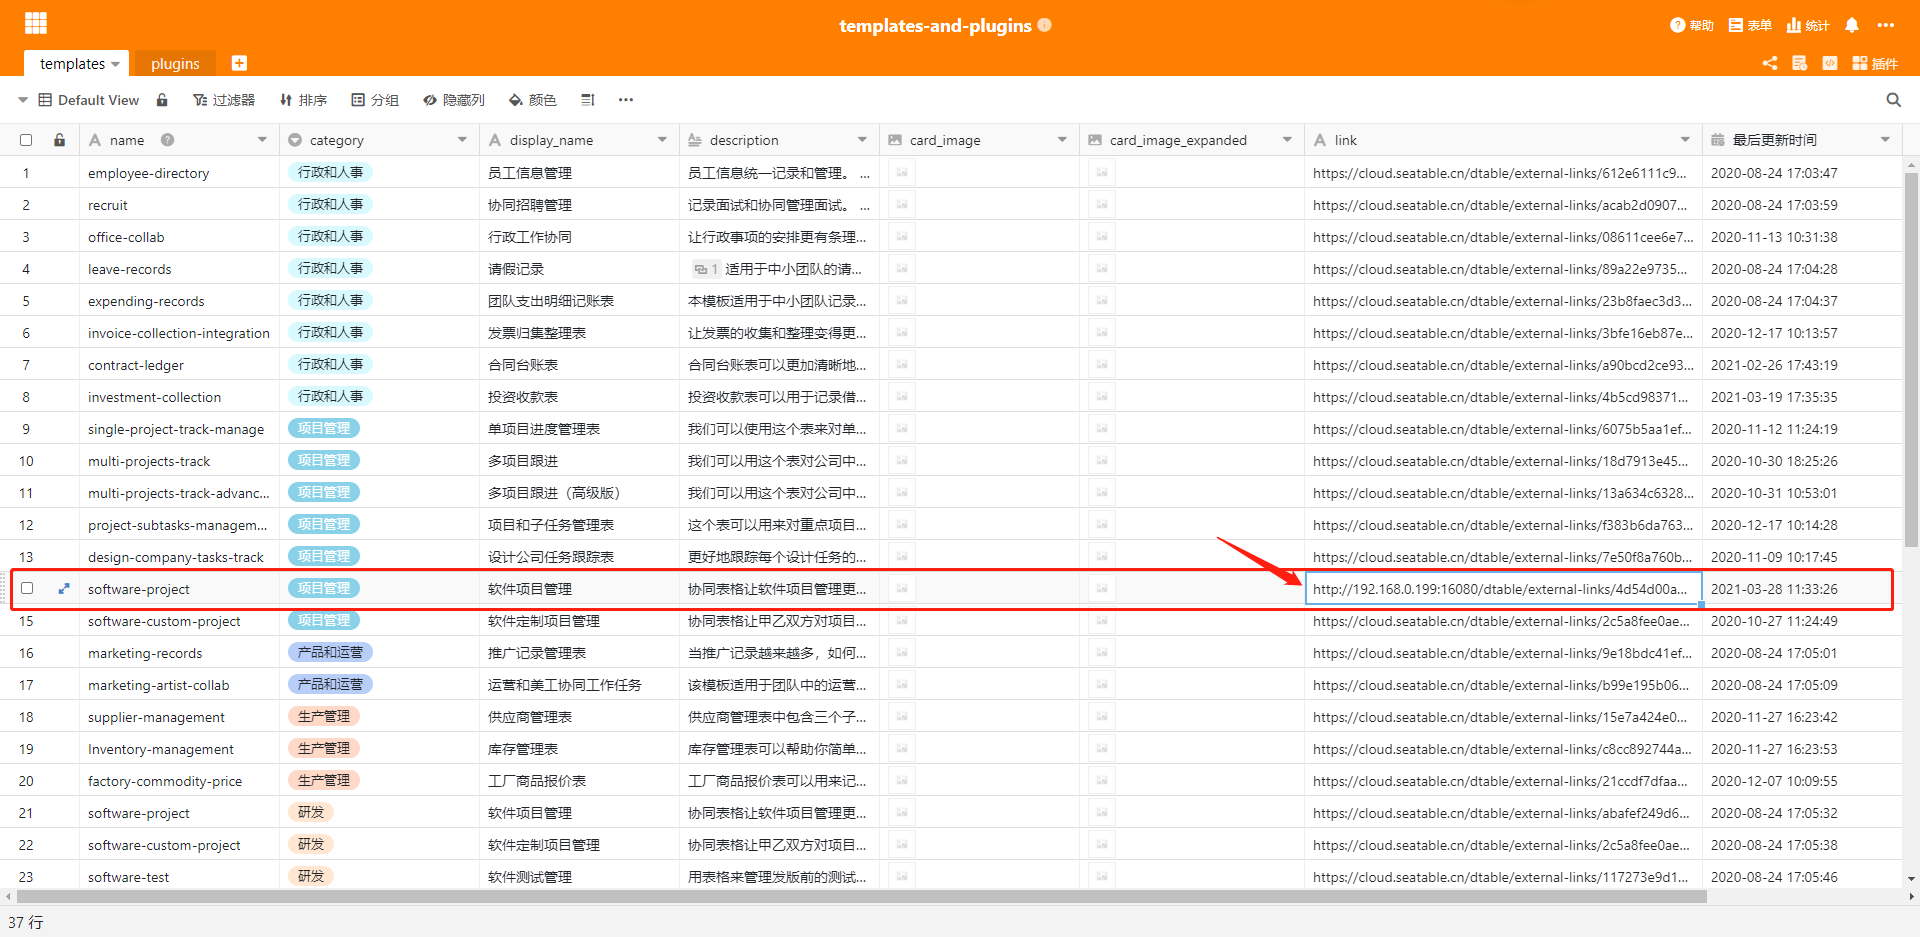 templates-and-plugins
帮助 表单 统计
templates plugins
插件
Default View 过滤器 排序 分组 隐藏列 颜色
name category display_name description card_image card_image_expanded link 最后更新时间
1 employee-directory 行政和人事 员工信息管理 员工信息统一记录和管理。 ... https://cloud.seatable.cn/dtable/external-links/612e6111c9... 2020-08-24 17:03:47
2 recruit 行政和人事 协同招聘管理 记录面试和协同管理面试。 ... https://cloud.seatable.cn/dtable/external-links/acab2d0907... 2020-08-24 17:03:59
3 office-collab 行政和人事 行政工作协同 让行政事项的安排更有条理... https://cloud.seatable.cn/dtable/external-links/08611cee6e7... 2020-11-13 10:31:38
4 leave-records 行政和人事 请假记录 1 适用于中小团队的请... https://cloud.seatable.cn/dtable/external-links/89a22e9735... 2020-08-24 17:04:28
5 expending-records 行政和人事 团队支出明细记账表 本模板适用于中小团队记录... https://cloud.seatable.cn/dtable/external-links/23b8faec3d3... 2020-08-24 17:04:37
6 invoice-collection-integration 行政和人事 发票归集整理表 让发票的收集和整理变得更... https://cloud.seatable.cn/dtable/external-links/3bfe16eb87e... 2020-12-17 10:13:57
7 contract-ledger 行政和人事 合同台账表 合同台账表可以更加清晰地... https://cloud.seatable.cn/dtable/external-links/a90bcd2ce93... 2021-02-26 17:43:19
8 investment-collection 行政和人事 投资收款表 投资收款表可以用于记录借... https://cloud.seatable.cn/dtable/external-links/4b5cd98371... 2021-03-19 17:35:35
9 single-project-track-manage 项目管理 单项目进度管理表 我们可以使用这个表来对单... https://cloud.seatable.cn/dtable/external-links/6075b5aa1ef... 2020-11-12 11:24:19
10 multi-projects-track 项目管理 多项目跟进 我们可以用这个表对公司中... https://cloud.seatable.cn/dtable/external-links/18d7913e45... 2020-10-30 18:25:26
11 multi-projects-track-advanc... 项目管理 多项目跟进（高级版） 我们可以用这个表对公司中... https://cloud.seatable.cn/dtable/external-links/13a634c6328... 2020-10-31 10:53:01
12 project-subtasks-managem... 项目管理 项目和子任务管理表 这个表可以用来对重点项目... https://cloud.seatable.cn/dtable/external-links/f383b6da763... 2020-12-17 10:14:28
13 design-company-tasks-track 项目管理 设计公司任务跟踪表 更好地跟踪每个设计任务的... https://cloud.seatable.cn/dtable/external-links/7e50f8a760b... 2020-11-09 10:17:45
software-project 项目管理 软件项目管理 协同表格让软件项目管理更... http://192.168.0.199:16080/dtable/external-links/4d54d00a... 2021-03-28 11:33:26
15 software-custom-project 项目管理 软件定制项目管理 协同表格让甲乙双方对项目... https://cloud.seatable.cn/dtable/external-links/2c5a8fee0ae... 2020-10-27 11:24:49
16 marketing-records 产品和运营 推广记录管理表 当推广记录越来越多，如何... https://cloud.seatable.cn/dtable/external-links/9e18bdc41ef... 2020-08-24 17:05:01
17 marketing-artist-collab 产品和运营 运营和美工协同工作任务 该模板适用于团队中的运营... https://cloud.seatable.cn/dtable/external-links/b99e195b06... 2020-08-24 17:05:09
18 supplier-management 生产管理 供应商管理表 供应商管理表中包含三个子... https://cloud.seatable.cn/dtable/external-links/15e7a424e0... 2020-11-27 16:23:42
19 Inventory-management 生产管理 库存管理表 库存管理表可以帮助你简单... https://cloud.seatable.cn/dtable/external-links/c8cc892744a... 2020-11-27 16:23:53
20 factory-commodity-price 生产管理 工厂商品报价表 工厂商品报价表可以用来记... https://cloud.seatable.cn/dtable/external-links/21ccdf7dfaa... 2020-12-07 10:09:55
21 software-project 研发 软件项目管理 协同表格让软件项目管理更... https://cloud.seatable.cn/dtable/external-links/abafef249d6... 2020-08-24 17:05:32
22 software-custom-project 研发 软件定制项目管理 协同表格让甲乙双方对项目... https://cloud.seatable.cn/dtable/external-links/2c5a8fee0ae... 2020-08-24 17:05:38
23 software-test 研发 软件测试管理 用表格来管理发版前的测试... https://cloud.seatable.cn/dtable/external-links/117273e9d1... 2020-08-24 17:05:46
37 行